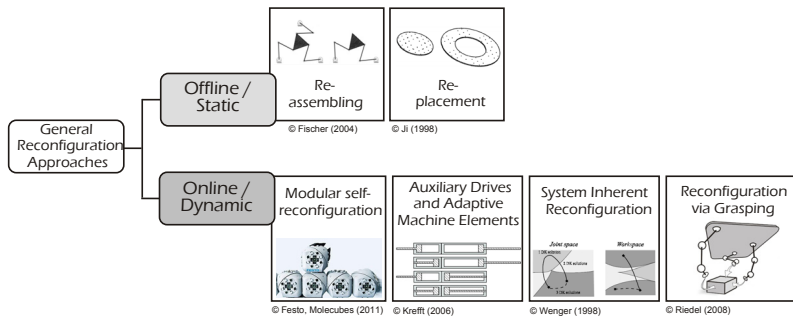 General
Reconfiguration
Approaches
Offline /
Static
Re-
assembling
© Fischer (2004)
Re-
placement
© Ji (1998)
Online /
Dynamic
Modular self-
reconfiguration
© Festo, Molecubes (2011)
Auxiliary Drives
and Adaptive
Machine Elements
© Krefft (2006)
System Inherent
Reconfiguration
Joint space
Workspace
© Wenger (1998)
Reconfiguration
via Grasping
© Riedel (2008)